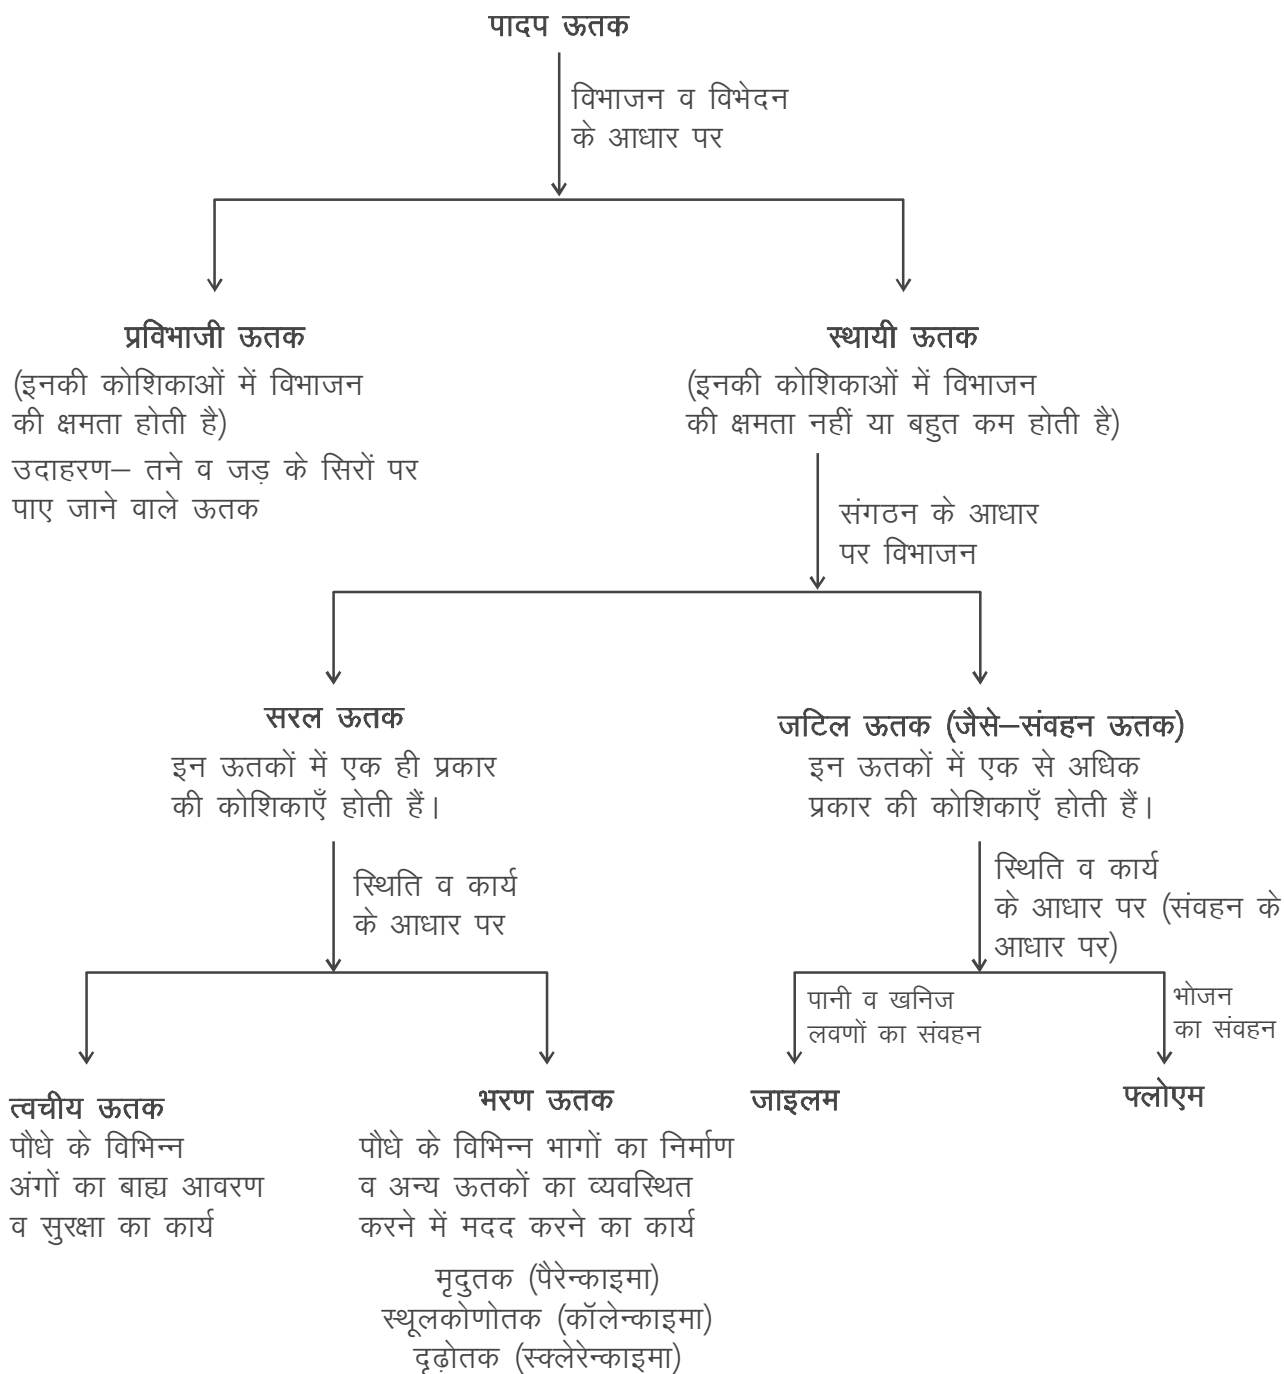 पादप ऊतक
विभाजन व विभेदन
के आधार पर
प्रविभाजी ऊतक
(इनकी कोशिकाओं में विभाजन
की क्षमता होती है)
उदाहरण– तने व जड़ के सिरों पर
पाए जाने वाले ऊतक
स्थायी ऊतक
(इनकी कोशिकाओं में विभाजन
की क्षमता नहीं या बहुत कम होती है)
संगठन के आधार
पर विभाजन
सरल ऊतक
इन ऊतकों में एक ही प्रकार
की कोशिकाएँ होती हैं।
जटिल ऊतक (जैसे–संवहन ऊतक)
इन ऊतकों में एक से अधिक
प्रकार की कोशिकाएँ होती हैं।
स्थिति व कार्य
के आधार पर
स्थिति व कार्य
के आधार पर (संवहन के
आधार पर)
पानी व खनिज
लवणों का संवहन
भोजन
का संवहन
त्वचीय ऊतक
पौधे के विभिन्न
अंगों का बाह्य आवरण
व सुरक्षा का कार्य
भरण ऊतक
पौधे के विभिन्न भागों का निर्माण
व अन्य ऊतकों का व्यवस्थित
करने में मदद करने का कार्य
मृदुतक (पैरेन्काइमा)
स्थूलकोणोतक (कॉलेन्काइमा)
दृढ़ोतक (स्क्लेरेन्काइमा)
जाइलम
फ्लोएम